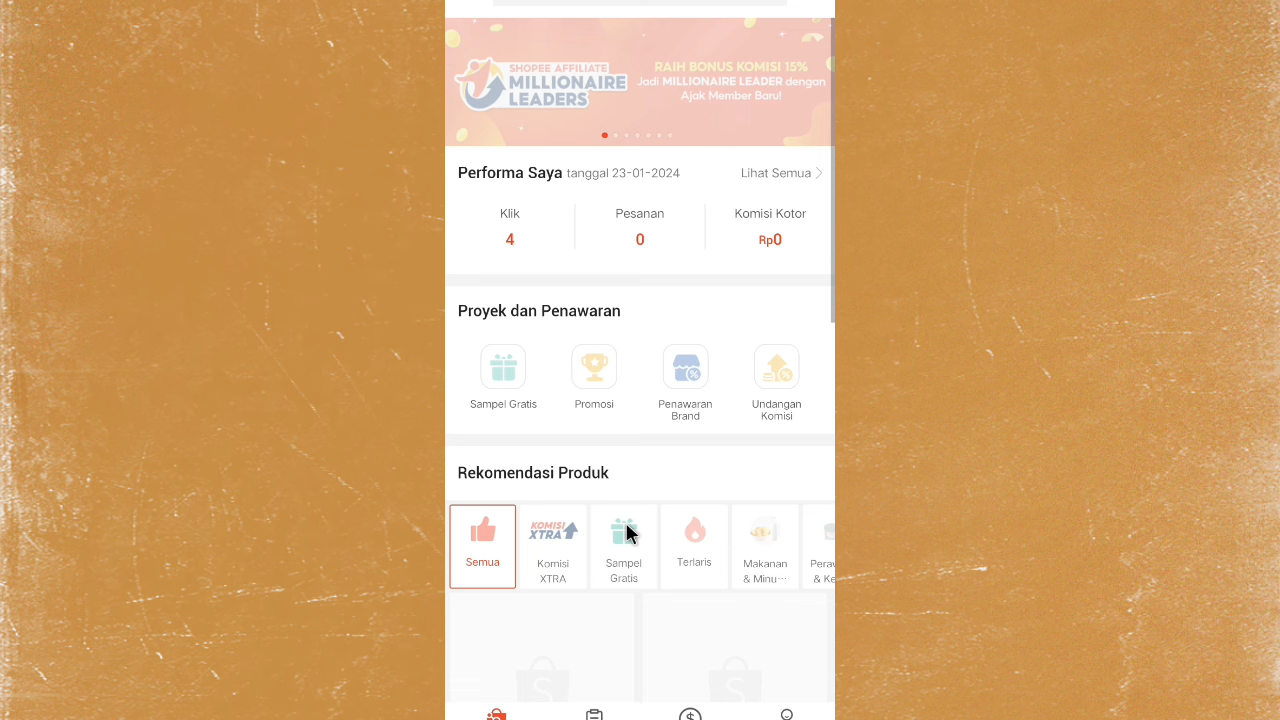 SHOPEE AFFILIATE
MILLIONAIRE
LEADERS
RAIH BONUS KOMISI 15%
Jadi MILLIONAIRE LEADER dengan
Ajak Member Baru!
Performa Saya tanggal 23-01-2024 Lihat Semua
Klik Pesanan Komisi Kotor
4 0 Rp0
Proyek dan Penawaran
Sampel Gratis Promosi Penawaran Undangan
Brand Komisi
Rekomendasi Produk
KOMISI
XTRA
Semua Komisi Sampel Terlaris Makanan
XTRA Gratis & Minu...